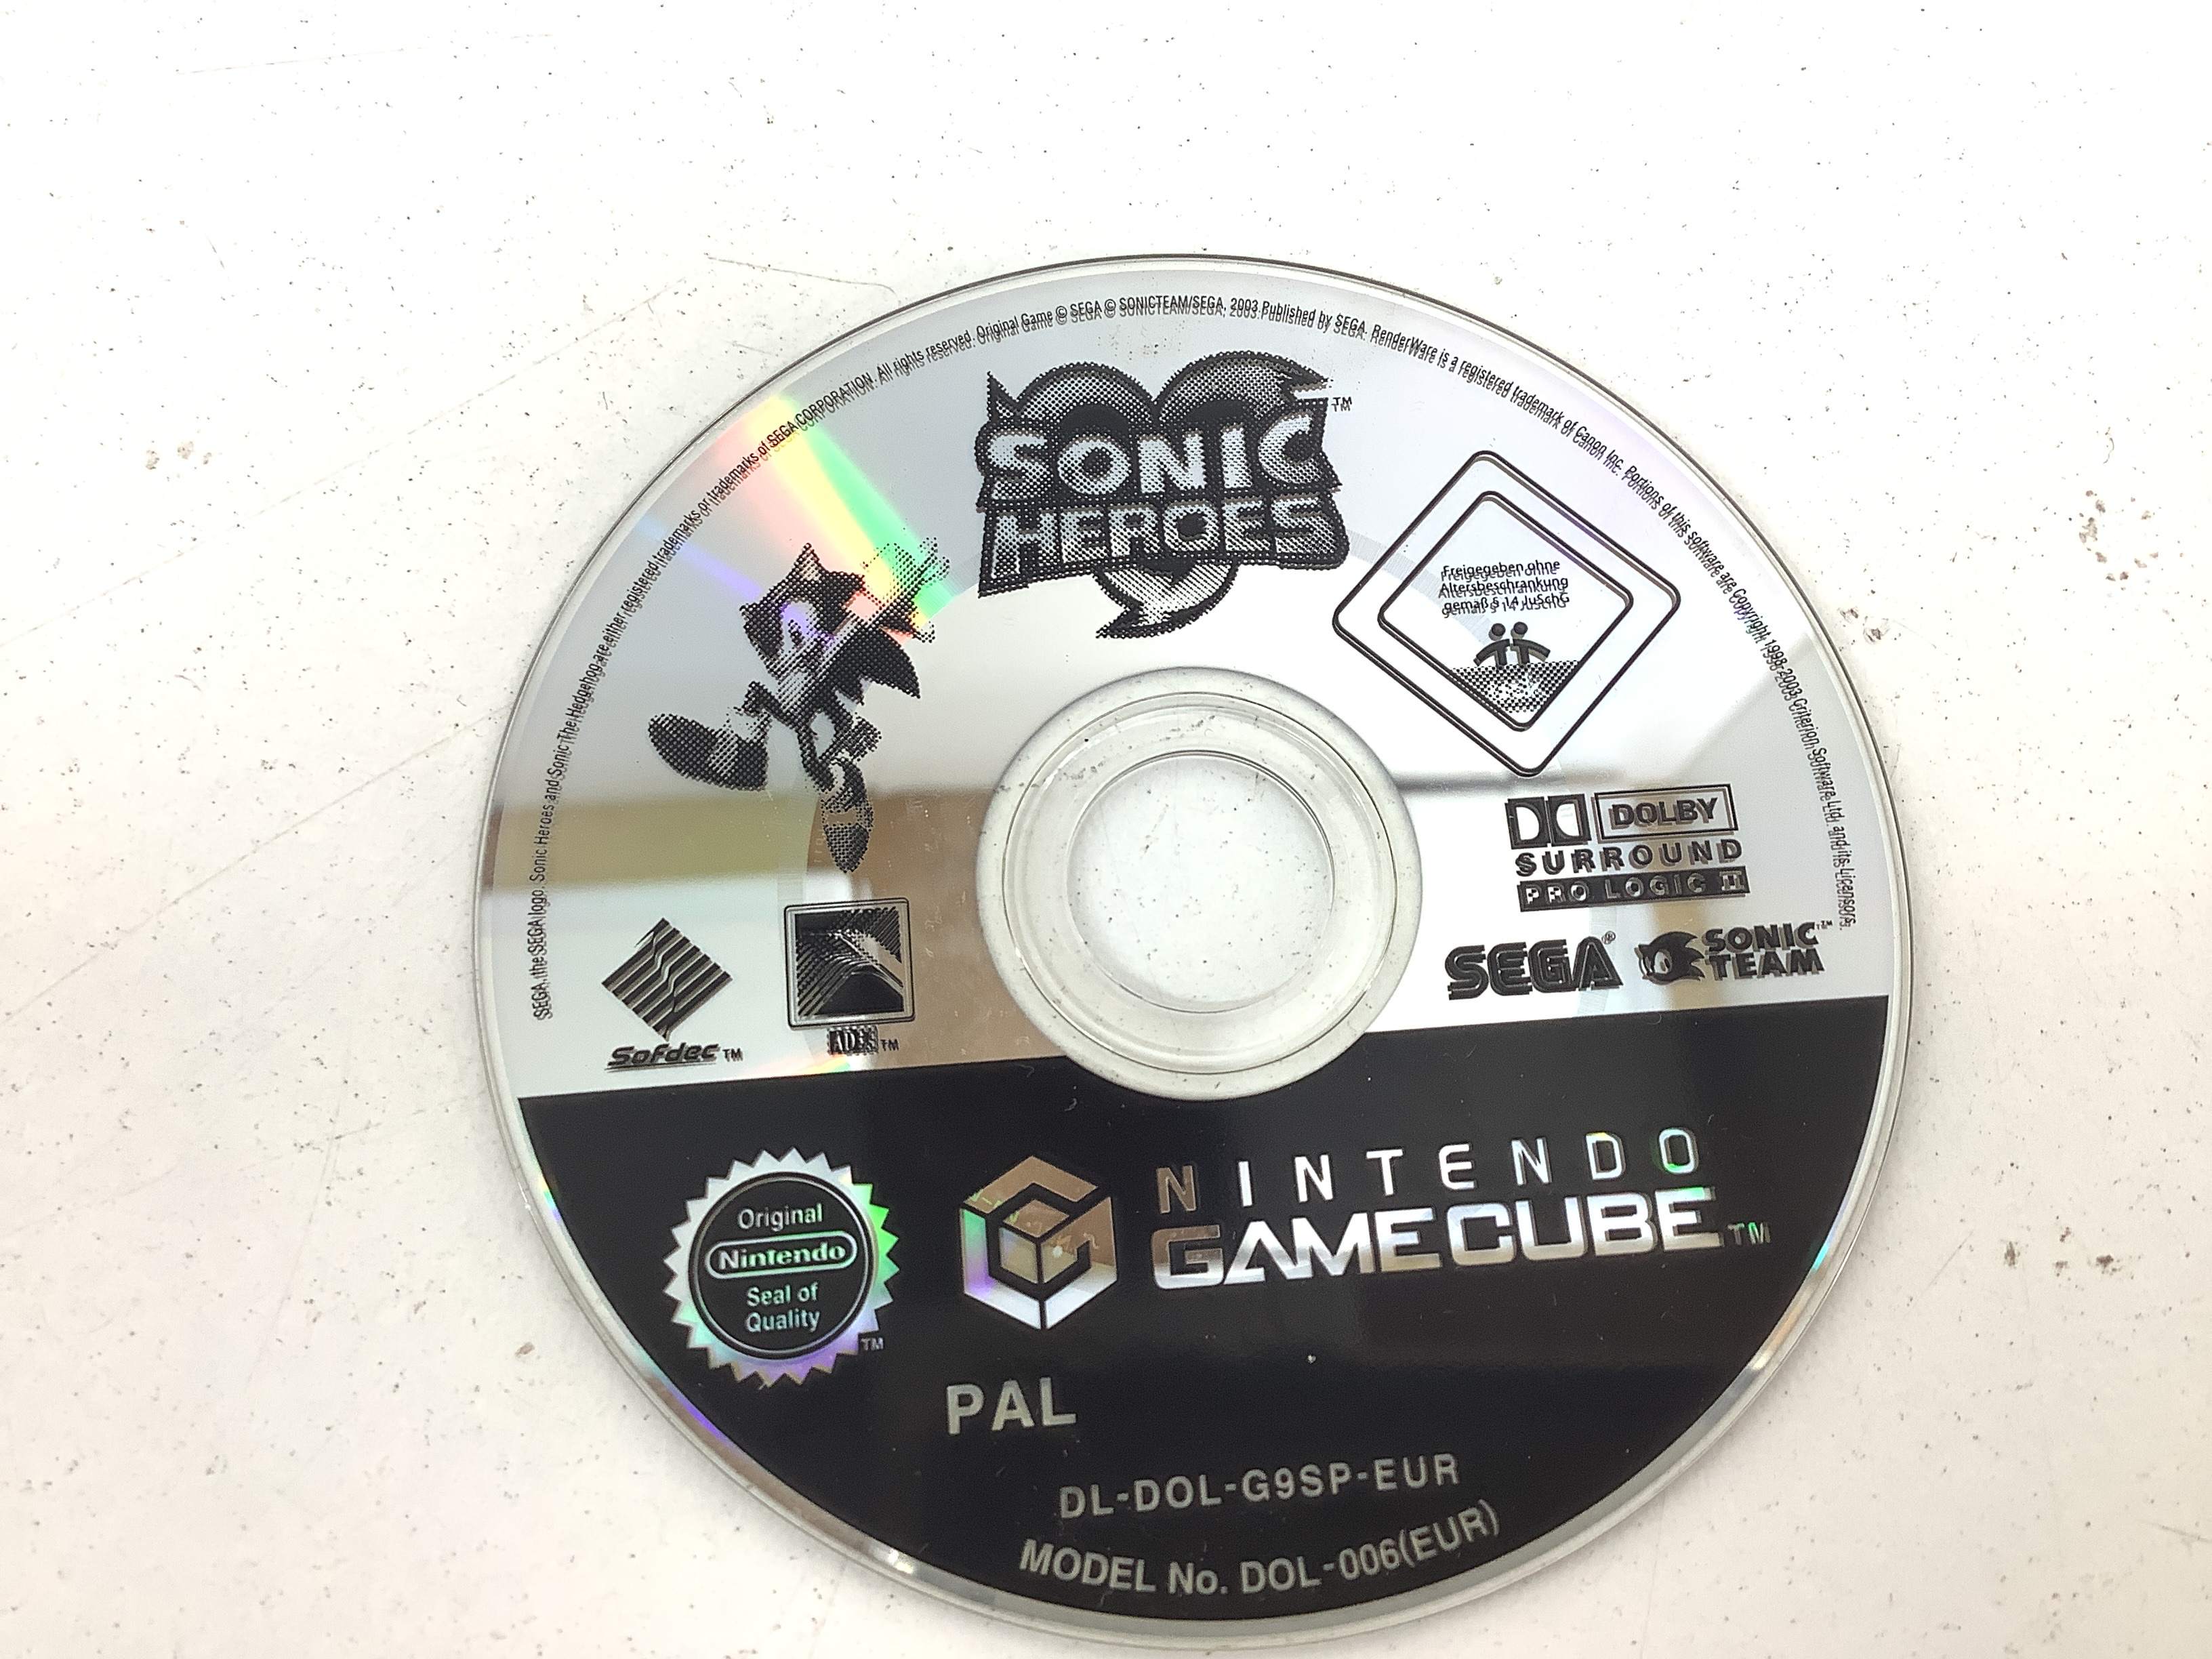 SEGA, the SEGA logo, Sonic Heroes and Sonic The Hedgehog are either registered trademarks or trademarks of SEGA CORPORATION. All rights reserved. Original Game © SEGA © SONICTEAM/SEGA, 2003 Published by SEGA. RenderWare is a registered trademark of Canon Inc. Portions of this software are Copyright 1998-2003 Criterion Software Ltd. and its Licensors.
SONIC
HEROES
TM
Freigegeben ohne
Altersbeschränkung
gemäß § 14 JuSchG
DOLBY
SURROUND
PRO LOGIC II
SEGA®
SONIC
TEAM™
Sofdec™
ADX™
Original
Nintendo
Seal of
Quality
TM
NINTENDO
GAMECUBE™
PAL
DL-DOL-G9SP-EUR
MODEL No. DOL-006(EUR)